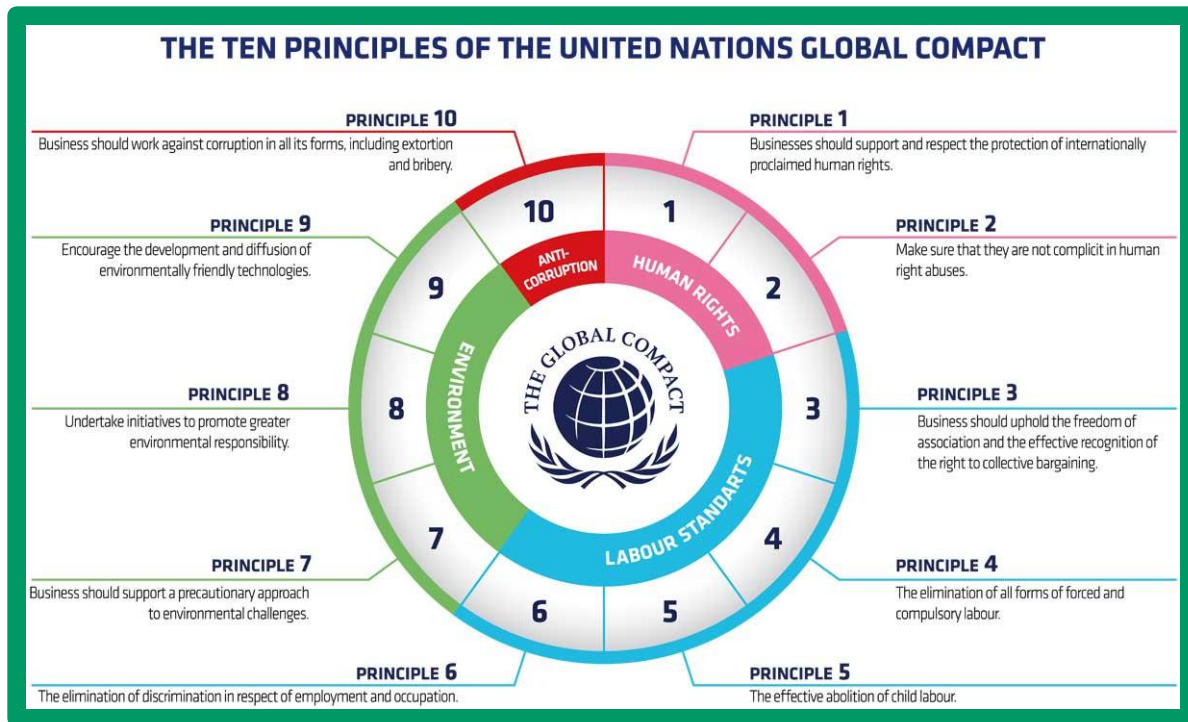 THE TEN PRINCIPLES OF THE UNITED NATIONS GLOBAL COMPACT
PRINCIPLE 1
Businesses should support and respect the protection of internationally
proclaimed human rights.
PRINCIPLE 2
Make sure that they are not complicit in human
right abuses.
PRINCIPLE 3
Business should uphold the freedom of
association and the effective recognition of
the right to collective bargaining.
PRINCIPLE 4
The elimination of all forms of forced and
compulsory labour.
PRINCIPLE 5
The effective abolition of child labour.
PRINCIPLE 6
The elimination of discrimination in respect of employment and occupation.
PRINCIPLE 7
Business should support a precautionary approach
to environmental challenges.
PRINCIPLE 8
Undertake initiatives to promote greater
environmental responsibility.
PRINCIPLE 9
Encourage the development and diffusion of
environmentally friendly technologies.
PRINCIPLE 10
Business should work against corruption in all its forms, including extortion
and bribery.
1
2
3
4
5
6
7
8
9
10
HUMAN RIGHTS
LABOUR STANDARTS
ENVIRONMENT
ANTI-
CORRUPTION
THE GLOBAL COMPACT